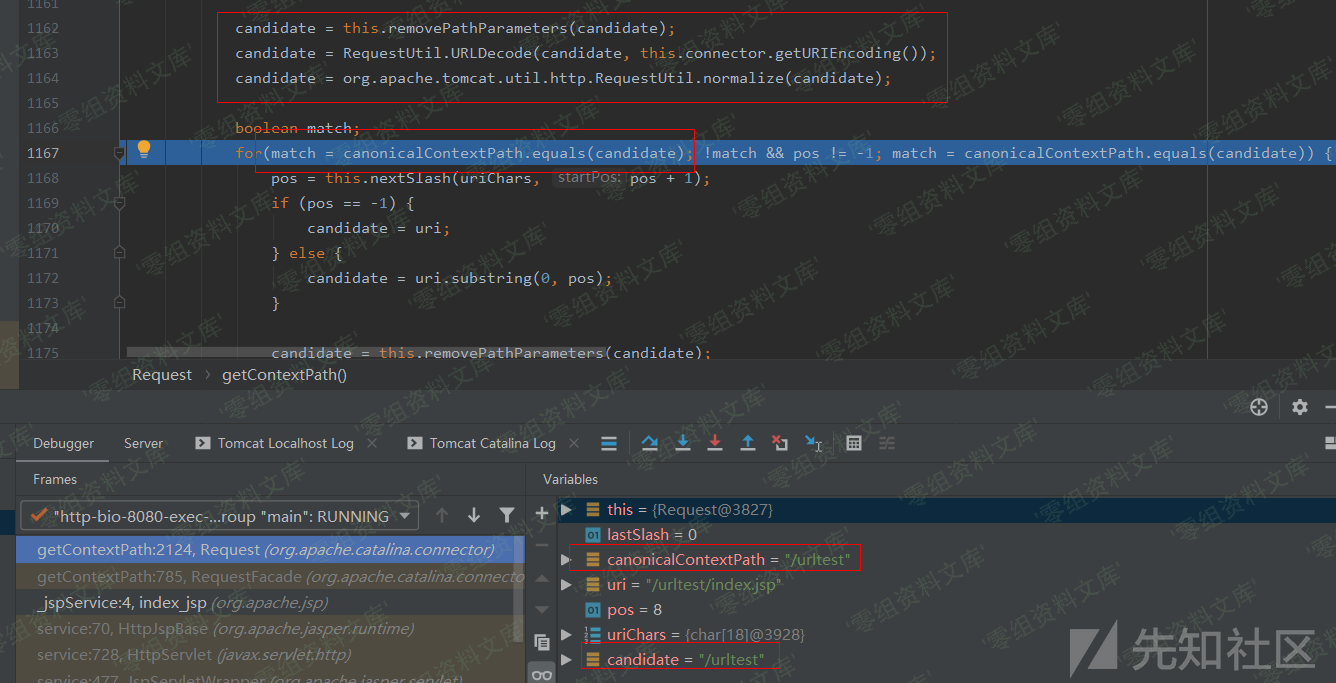 1161
1162 candidate = this.removePathParameters(candidate);
1163 candidate = RequestUtil.URLDecode(candidate, this.connector.getURIEncoding());
1164 candidate = org.apache.tomcat.util.http.RequestUtil.normalize(candidate);
1165
1166 boolean match;
1167 for(match = canonicalContextPath.equals(candidate); !match && pos != -1; match = canonicalContextPath.equals(candidate)) {
1168 pos = this.nextSlash(uriChars, startPos: pos + 1);
1169 if (pos == -1) {
1170 candidate = uri;
1171 } else {
1172 candidate = uri.substring(0, pos);
1173 }
1174
1175 candidate = this.removePathParameters(candidate);
Request › getContextPath()
Debugger Server Tomcat Localhost Log × Tomcat Catalina Log ×
Frames Variables
"http-bio-8080-exec-...roup "main": RUNNING
getContextPath:2124, Request (org.apache.catalina.connector)
getContextPath:785, RequestFacade (org.apache.catalina.connecto
_jspService:4, index_jsp (org.apache.jsp)
service:70, HttpJspBase (org.apache.jasper.runtime)
service:728, HttpServlet (javax.servlet.http)
service:477, JspServletWrapper (org.apache.jasper.servlet)
this = {Request@3827}
lastSlash = 0
canonicalContextPath = "/urltest"
uri = "/urltest/index.jsp"
pos = 8
uriChars = {char[18]@3928}
candidate = "/urltest"
'零组资料文库'
先知社区